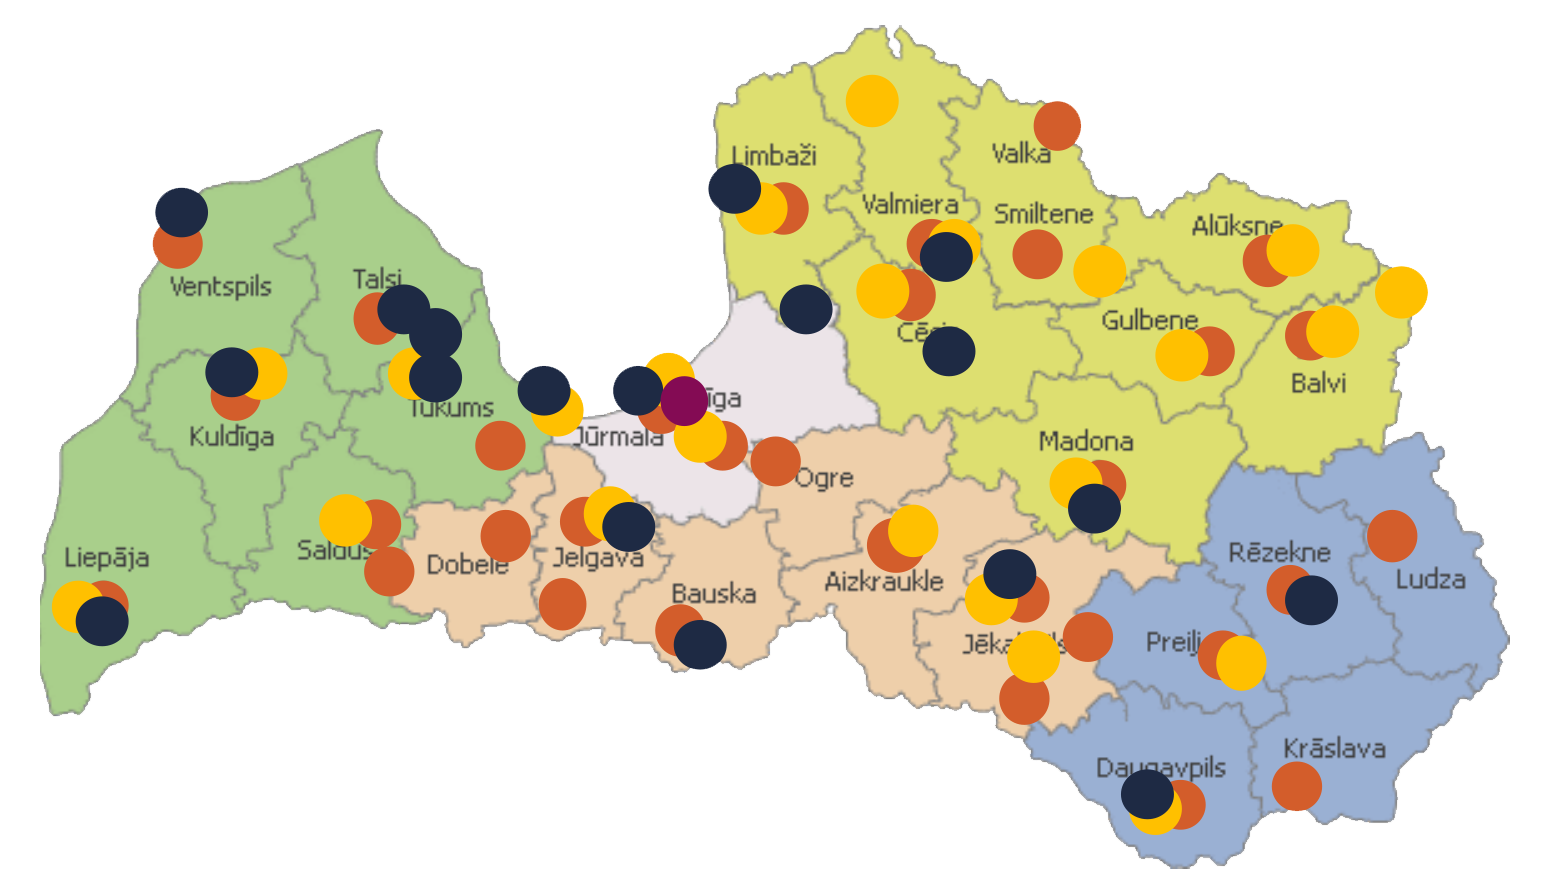 Limbaži
Valka
Valmiera
Smiltene
Alūksne
Ventspils
Talsi
Gulbene
Balvi
Tukums
Kuldīga
Jūrmala
Madona
Ogre
Saldus
Liepāja
Dobele
Jelgava
Bauska
Aizkraukle
Rēzekne
Ludza
Preiļi
Krāslava
Daugavpils